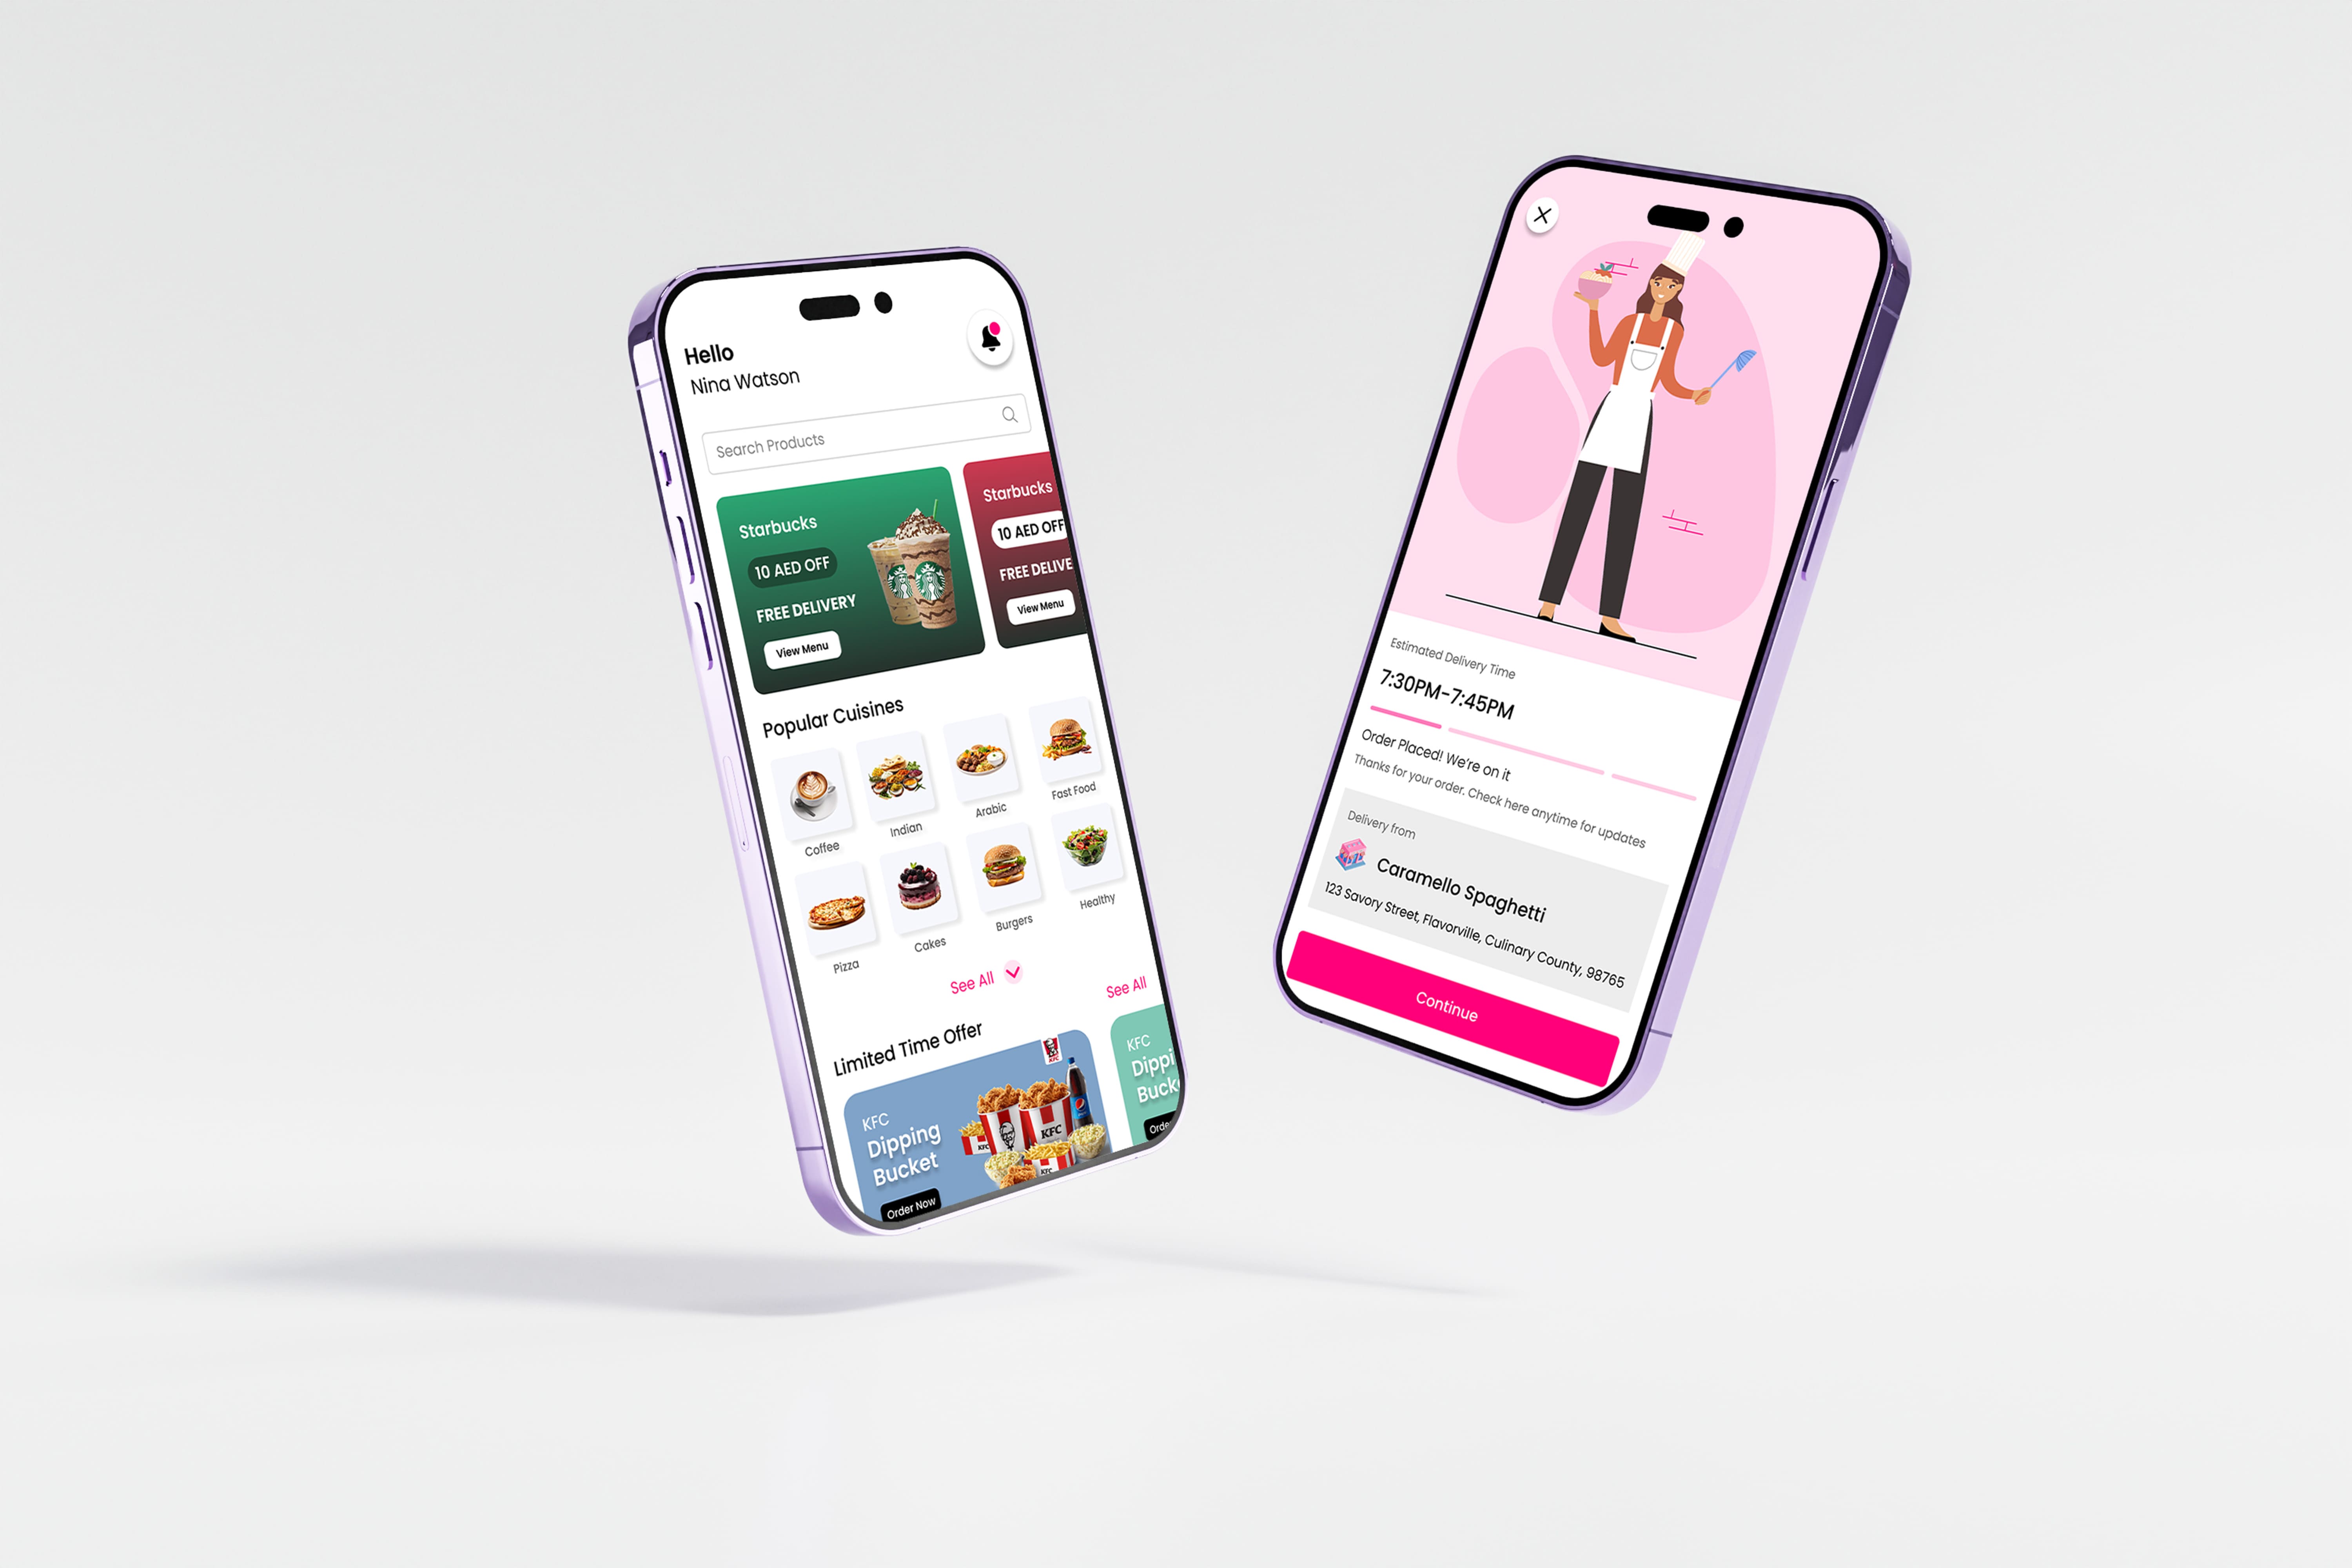 Hello
Nina Watson
Search Products
Starbucks
10 AED OFF
FREE DELIVERY
View Menu
Starbucks
10 AED OFF
FREE DELIVE
View Menu
Popular Cuisines
Coffee
Indian
Arabic
Fast Food
Pizza
Cakes
Burgers
Healthy
See All
See All
Limited Time Offer
KFC
Dipping
Bucket
Order Now
KFC
KFC
KFC
KFC
KFC
Dippi
Buck
Orde
Estimated Delivery Time
7:30PM-7:45PM
Order Placed! We're on it
Thanks for your order. Check here anytime for updates
Delivery from
Caramello Spaghetti
123 Savory Street, Flavorville, Culinary County, 98765
Continue